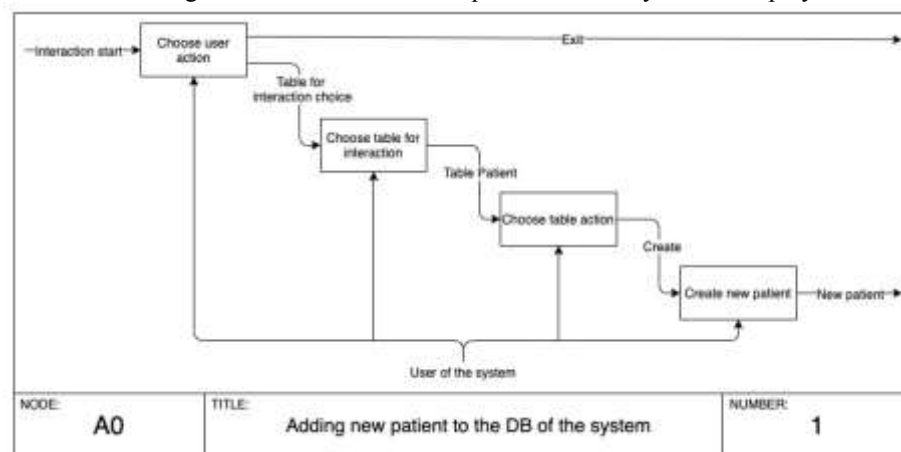 Interaction start
Choose user
action
Exit
Table for
interaction choice
Choose table for
interaction
Table Patient
Choose table action
Create
Create new patient
New patient
User of the system
NODE:
A0
TITLE:
Adding new patient to the DB of the system
NUMBER:
1